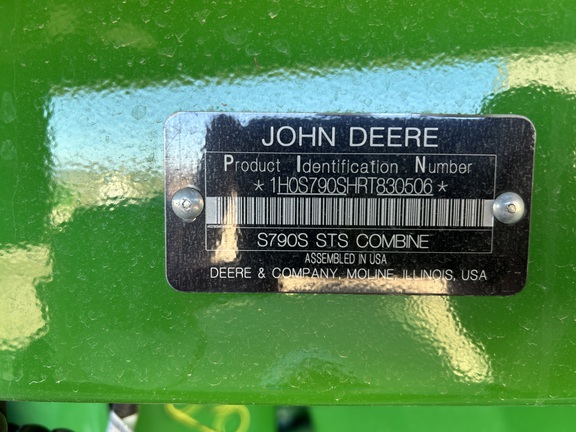 JOHN DEERE
Product Identification Number
* 1H0S790SHRT830506 *
S790S STS COMBINE
ASSEMBLED IN USA
DEERE & COMPANY, MOLINE, ILLINOIS, USA